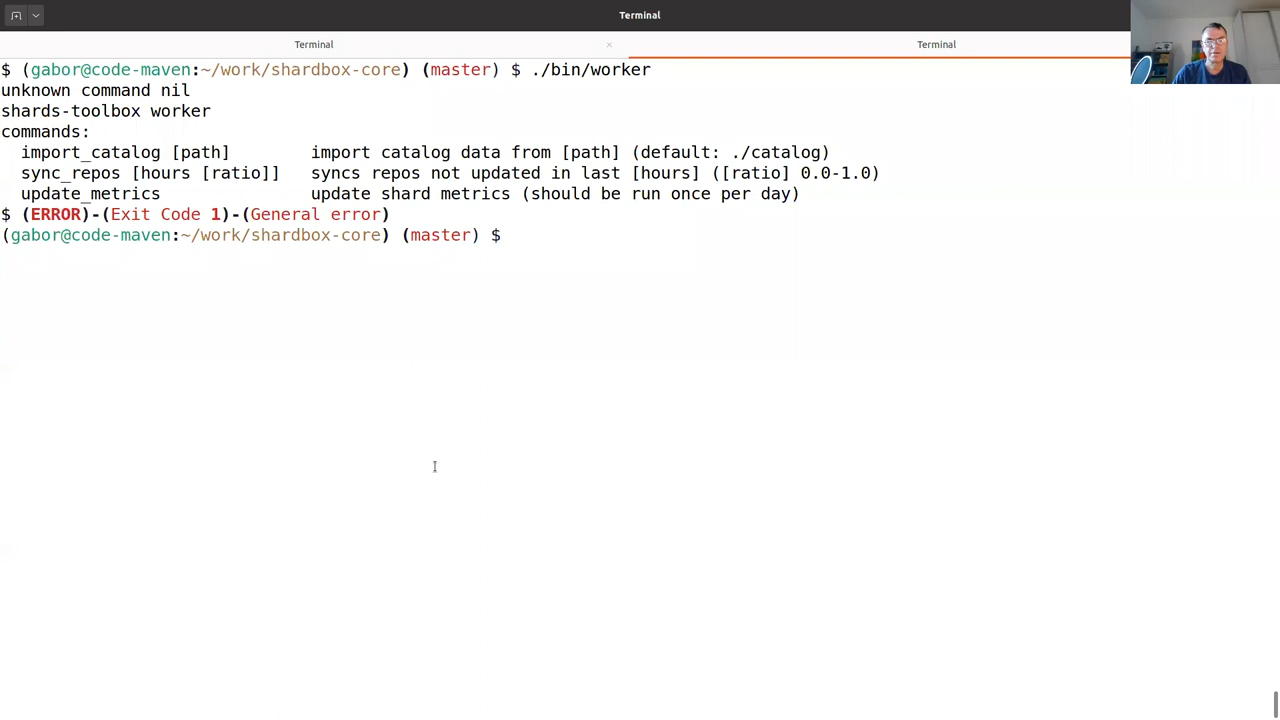 Terminal
Terminal
Terminal
$ (gabor@code-maven:~/work/shardbox-core) (master) $ ./bin/worker
unknown command nil
shards-toolbox worker
commands:
  import_catalog [path]        import catalog data from [path] (default: ./catalog)
  sync_repos [hours [ratio]]   syncs repos not updated in last [hours] ([ratio] 0.0-1.0)
  update_metrics               update shard metrics (should be run once per day)
$ (ERROR)-(Exit Code 1)-(General error)
(gabor@code-maven:~/work/shardbox-core) (master) $